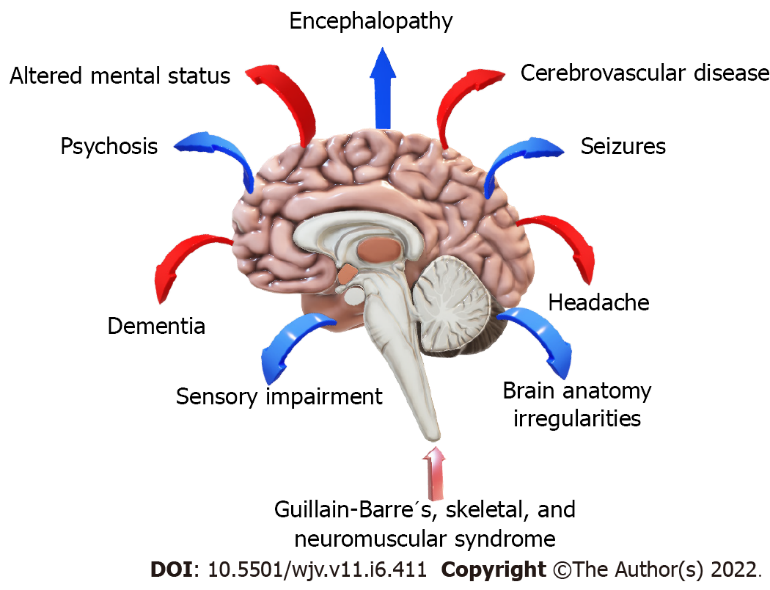 Encephalopathy
Altered mental status
Cerebrovascular disease
Psychosis
Seizures
Dementia
Headache
Sensory impairment
Brain anatomy
irregularities
Guillain-Barre´s, skeletal, and
neuromuscular syndrome
DOI: 10.5501/wjv.v11.i6.411 Copyright ©The Author(s) 2022.